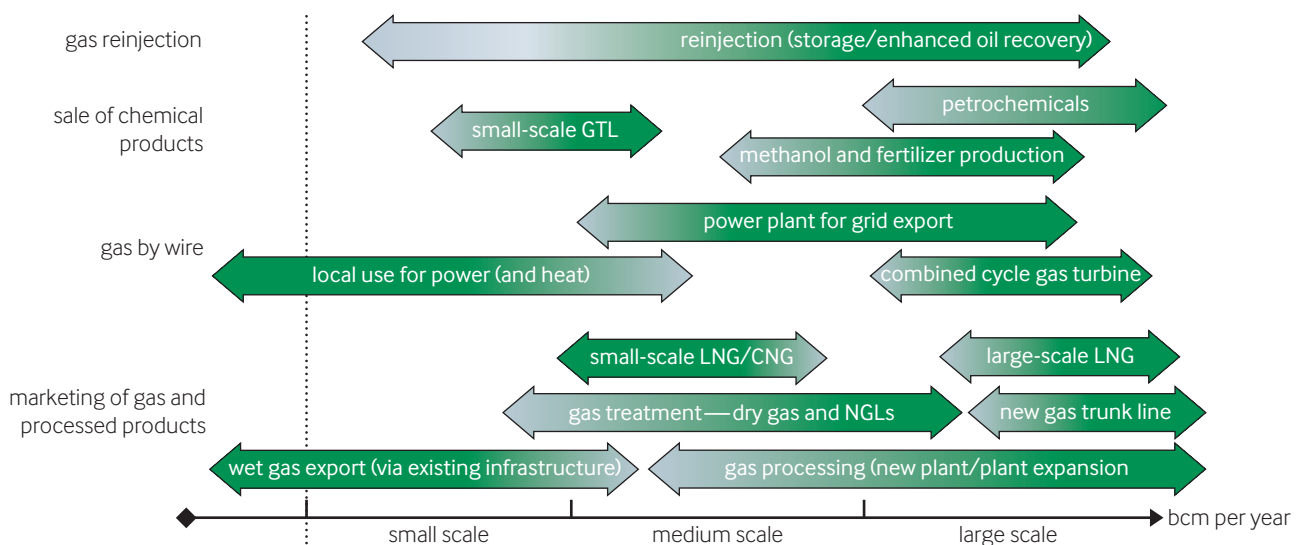 gas reinjection
reinjection (storage/enhanced oil recovery)
sale of chemical
products
petrochemicals
small-scale GTL
methanol and fertilizer production
gas by wire
power plant for grid export
local use for power (and heat)
combined cycle gas turbine
marketing of gas and
processed products
small-scale LNG/CNG
large-scale LNG
gas treatment—dry gas and NGLs
new gas trunk line
wet gas export (via existing infrastructure)
gas processing (new plant/plant expansion
small scale
medium scale
large scale
bcm per year